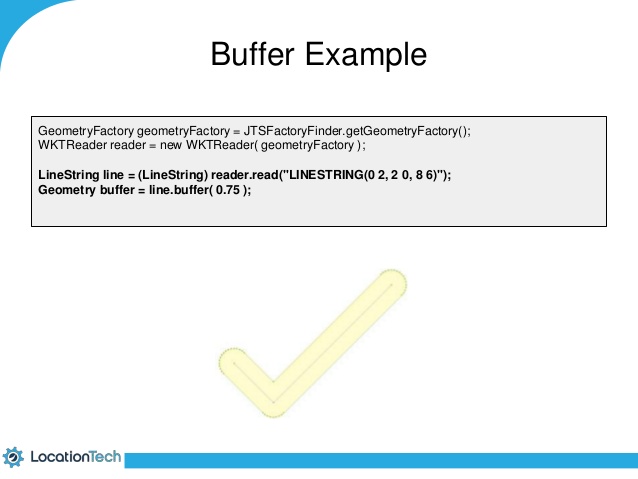 Buffer Example
GeometryFactory geometryFactory = JTSFactoryFinder.getGeometryFactory();
WKTReader reader = new WKTReader( geometryFactory );
LineString line = (LineString) reader.read("LINESTRING(0 2, 2 0, 8 6)");
Geometry buffer = line.buffer( 0.75 );
LocationTech